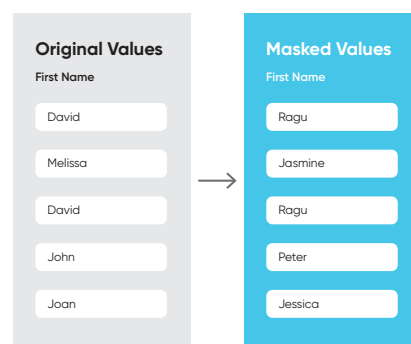 Original Values
First Name
David
Melissa
David
John
Joan
Masked Values
First Name
Ragu
Jasmine
Ragu
Peter
Jessica